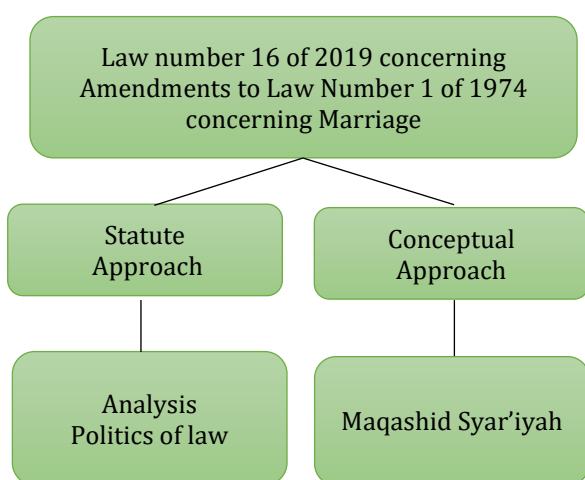 Law number 16 of 2019 concerning
Amendments to Law Number 1 of 1974
concerning Marriage
Statute
Approach
Conceptual
Approach
Analysis
Politics of law
Maqashid Syar’iyah